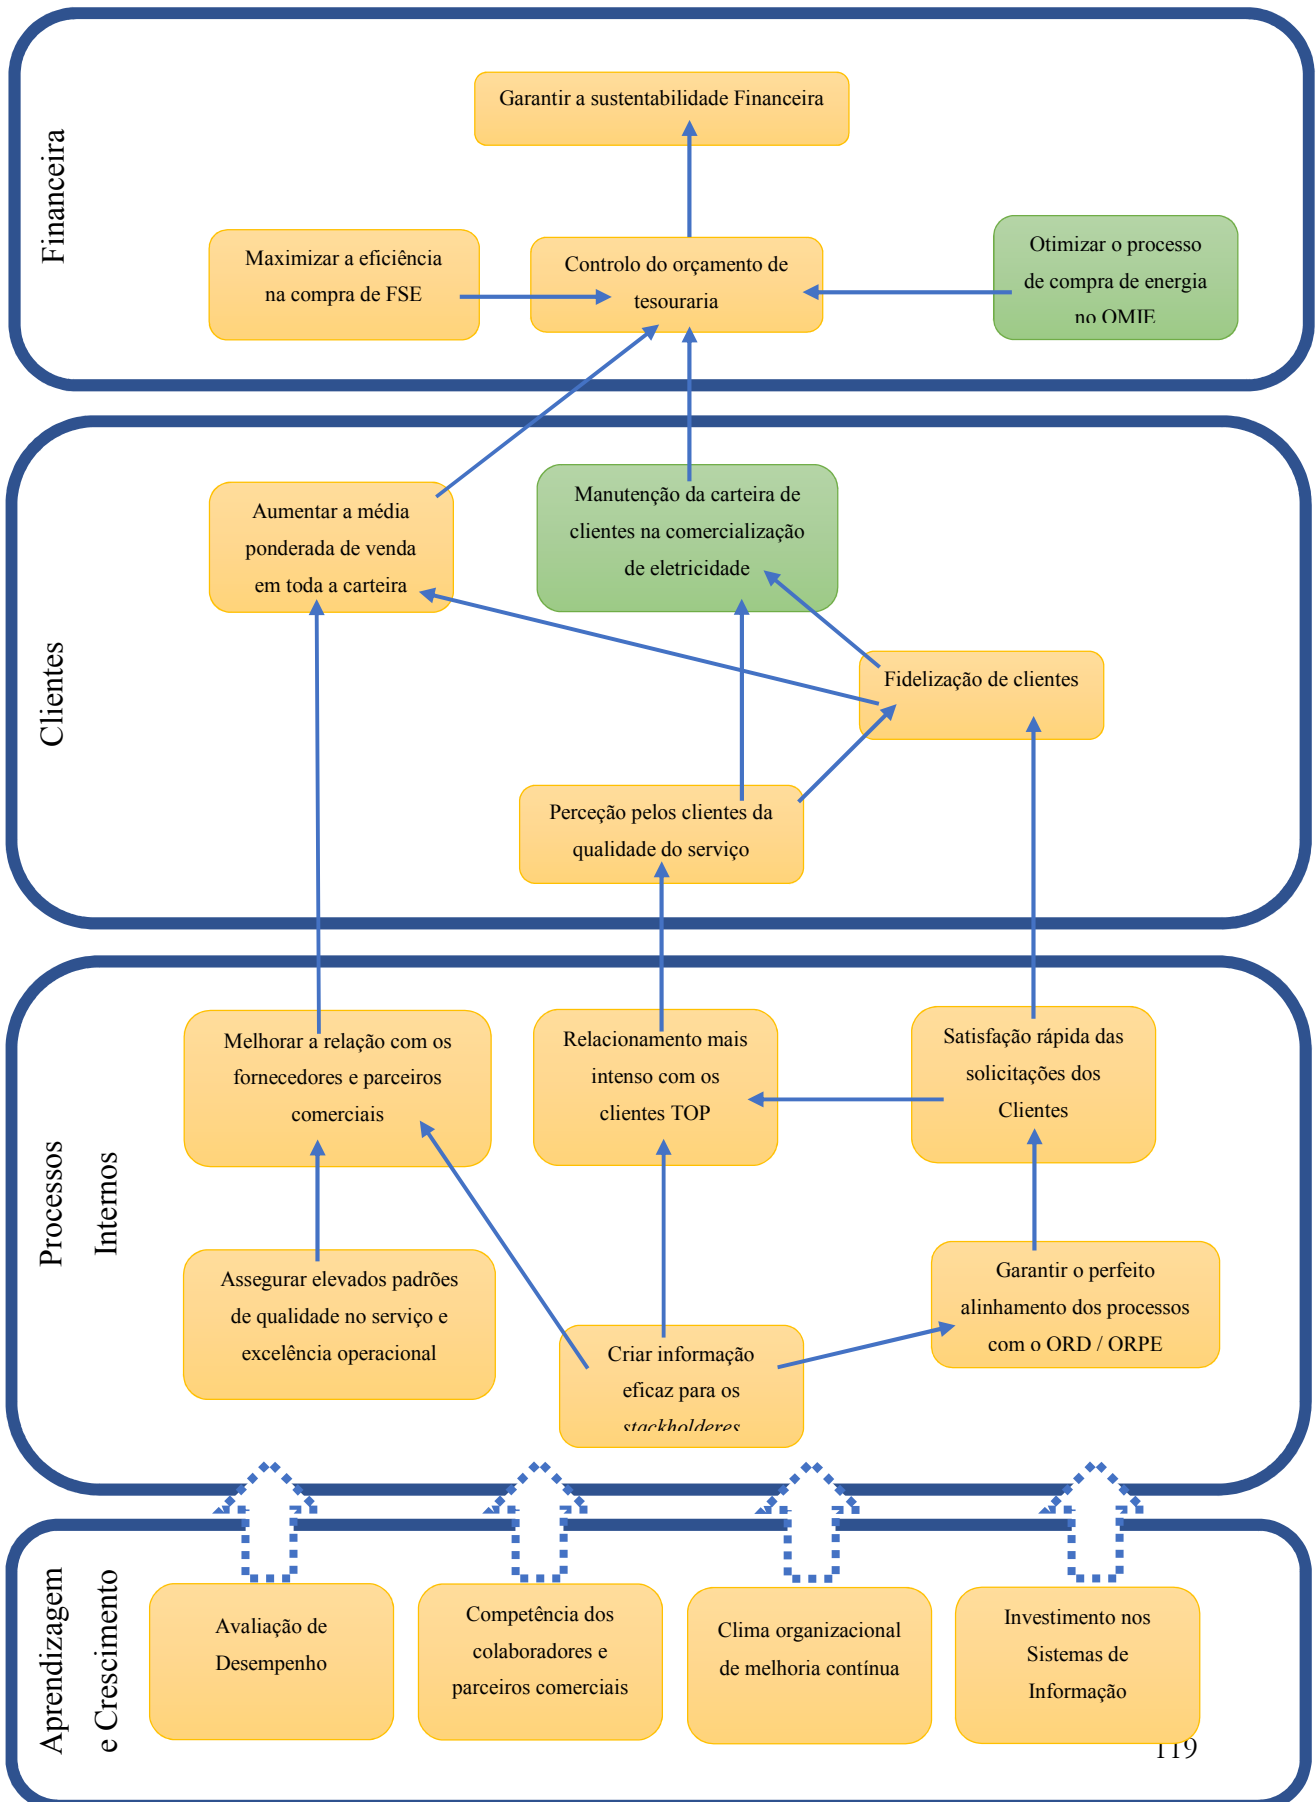 Financeira
Garantir a sustentabilidade Financeira
Maximizar a eficiência
na compra de FSE
Controlo do orçamento de
tesouraria
Otimizar o processo
de compra de energia
no OMIE
Clientes
Aumentar a média
ponderada de venda
em toda a carteira
Manutenção da carteira de
clientes na comercialização
de eletricidade
Fidelização de clientes
Perceção pelos clientes da
qualidade do serviço
Processos
Internos
Melhorar a relação com os
fornecedores e parceiros
comerciais
Relacionamento mais
intenso com os
clientes TOP
Satisfação rápida das
solicitações dos
Clientes
Assegurar elevados padrões
de qualidade no serviço e
excelência operacional
Criar informação
eficaz para os
stackholderes
Garantir o perfeito
alinhamento dos processos
com o ORD / ORPE
Aprendizagem
e Crescimento
Avaliação de
Desempenho
Competência dos
colaboradores e
parceiros comerciais
Clima organizacional
de melhoria contínua
Investimento nos
Sistemas de
Informação
119